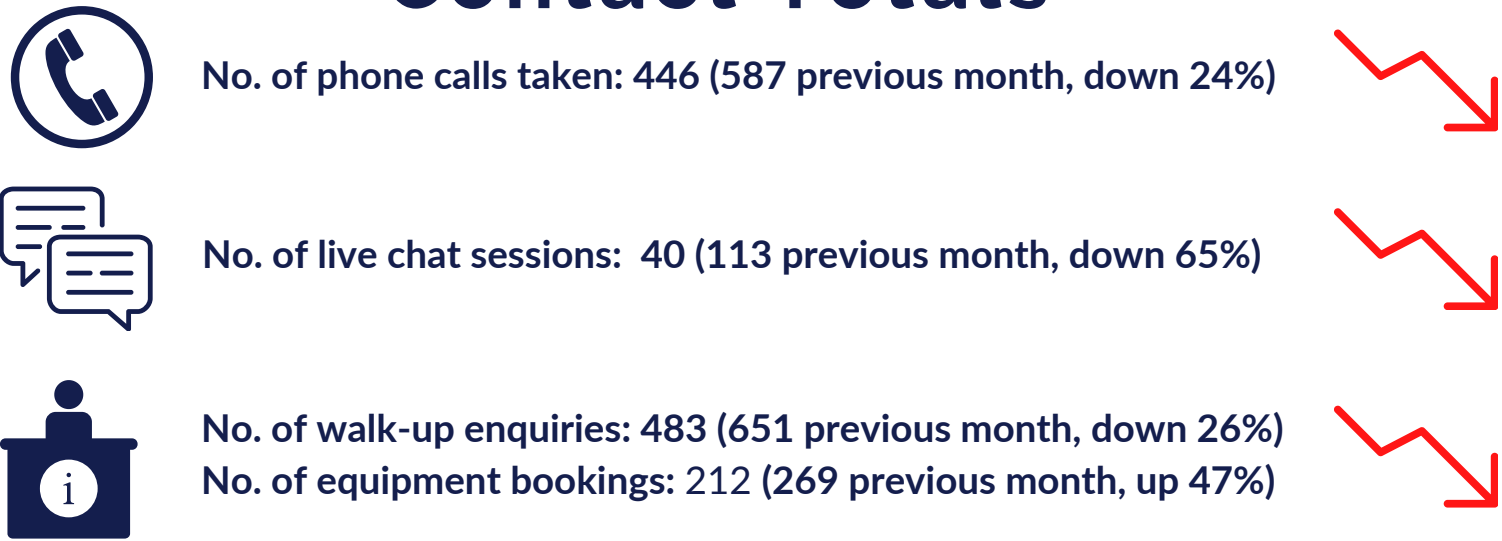 Contact Totals
No. of phone calls taken: 446 (587 previous month, down 24%)
No. of live chat sessions: 40 (113 previous month, down 65%)
No. of walk-up enquiries: 483 (651 previous month, down 26%)
No. of equipment bookings: 212 (269 previous month, up 47%)
i